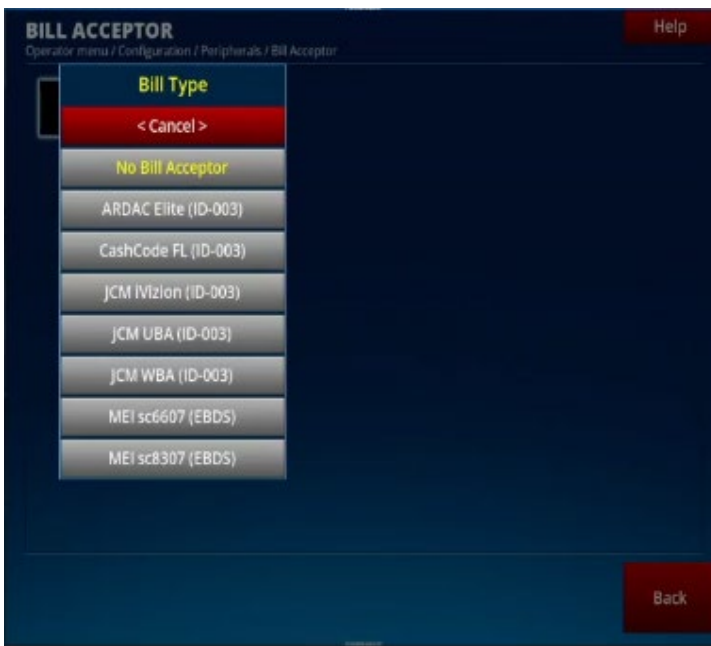 BILL ACCEPTOR
Help
Operator menu / Configuration / Peripherals / Bill Acceptor
Bill Type
< Cancel >
No Bill Acceptor
ARDAC Elite (ID-003)
CashCode FL (ID-003)
JCM iVizion (ID-003)
JCM UBA (ID-003)
JCM WBA (ID-003)
MEI sc6607 (EBDS)
MEI sc8307 (EBDS)
Back